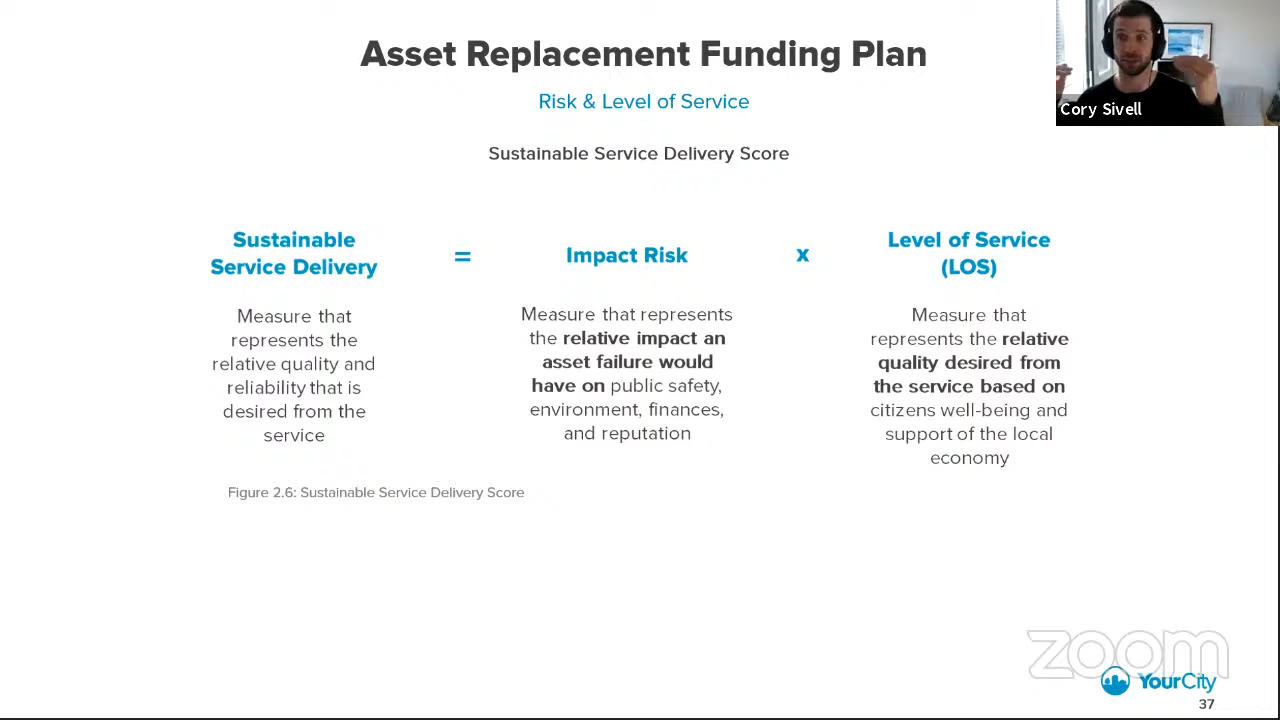 Asset Replacement Funding Plan
Risk & Level of Service
Cory Sivell
Sustainable Service Delivery Score
Sustainable
Service Delivery
=
Impact Risk
x
Level of Service
(LOS)
Measure that
represents the
relative quality and
reliability that is
desired from the
service
Measure that represents
the relative impact an
asset failure would
have on public safety,
environment, finances,
and reputation
Measure that
represents the relative
quality desired from
the service based on
citizens well-being and
support of the local
economy
Figure 2.6: Sustainable Service Delivery Score
zoom
YourCity
37